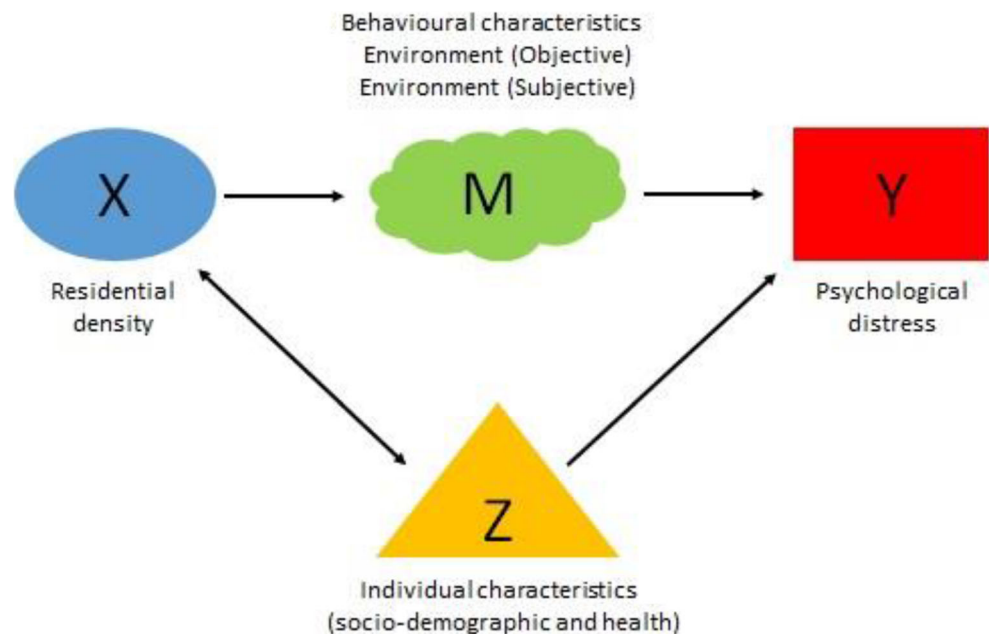 Behavioural characteristics
Environment (Objective)
Environment (Subjective)
X
M
Y
Residential
density
Psychological
distress
Z
Individual characteristics
(socio-demographic and health)